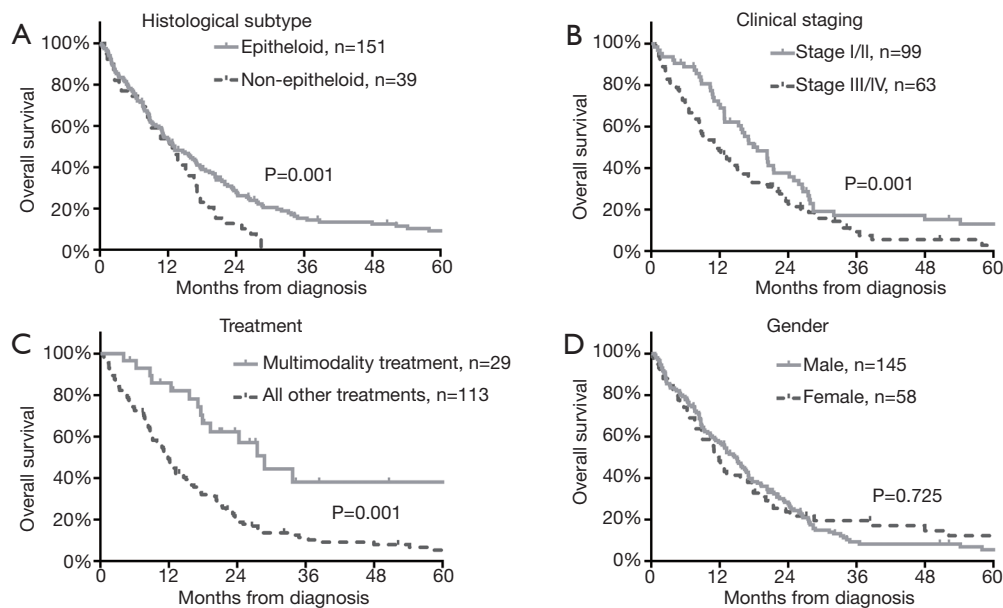 A
Histological subtype
Epitheloid, n=151
Non-epitheloid, n=39
Overall survival
100%
80%
60%
40%
20%
0%
P=0.001
0 12 24 36 48 60
Months from diagnosis
B
Clinical staging
Stage I/II, n=99
Stage III/IV, n=63
Overall survival
100%
80%
60%
40%
20%
0%
P=0.001
0 12 24 36 48 60
Months from diagnosis
C
Treatment
Multimodality treatment, n=29
All other treatments, n=113
Overall survival
100%
80%
60%
40%
20%
0%
P=0.001
0 12 24 36 48 60
Months from diagnosis
D
Gender
Male, n=145
Female, n=58
Overall survival
100%
80%
60%
40%
20%
0%
P=0.725
0 12 24 36 48 60
Months from diagnosis